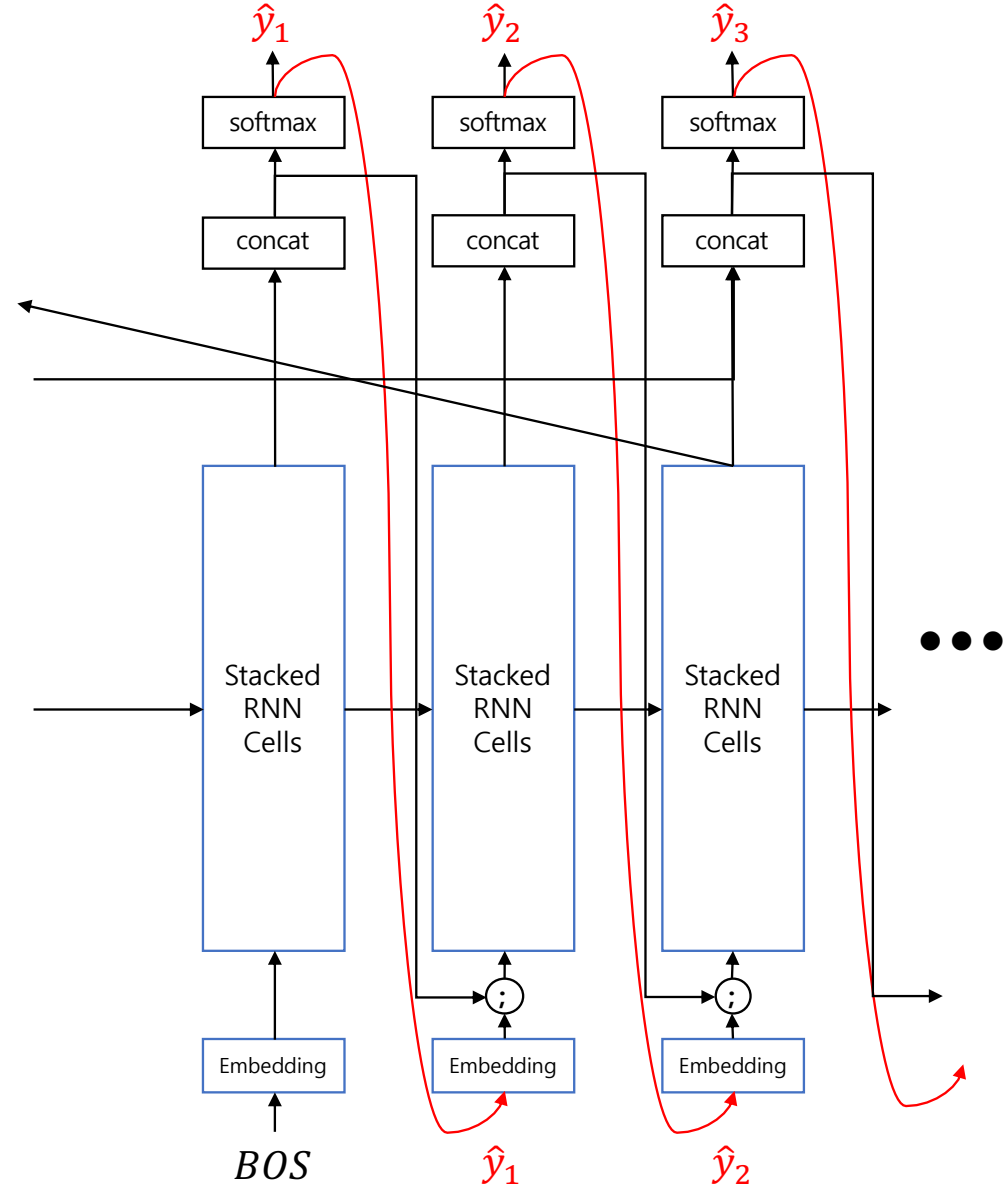 ŷ₁ ŷ₂ ŷ₃
softmax softmax softmax
concat concat concat
Stacked RNN Cells
Stacked RNN Cells
Stacked RNN Cells
; ;
Embedding Embedding Embedding
BOS ŷ₁ ŷ₂